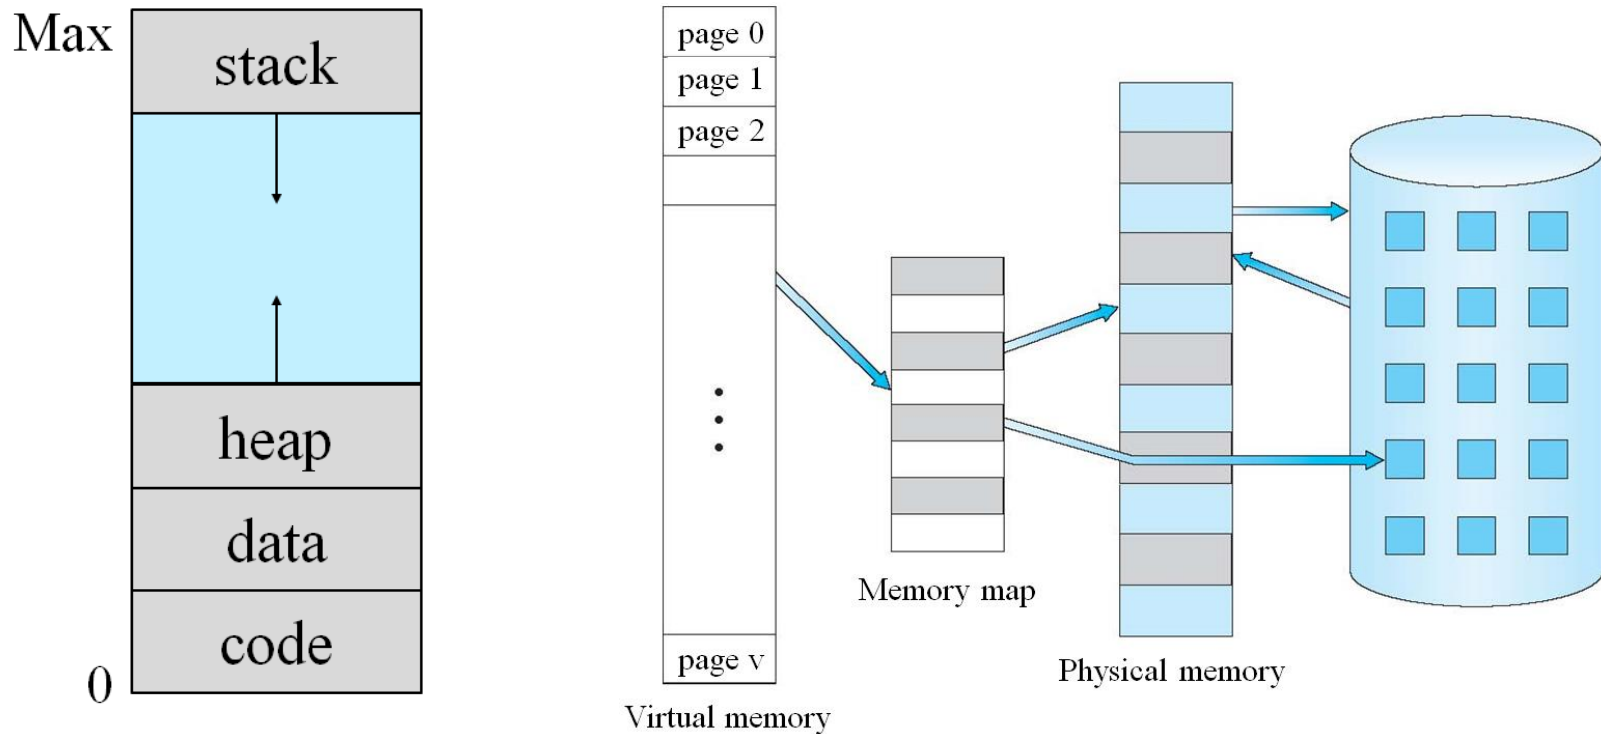 Max
stack
heap
data
code
0
page 0
page 1
page 2
page v
Virtual memory
Memory map
Physical memory